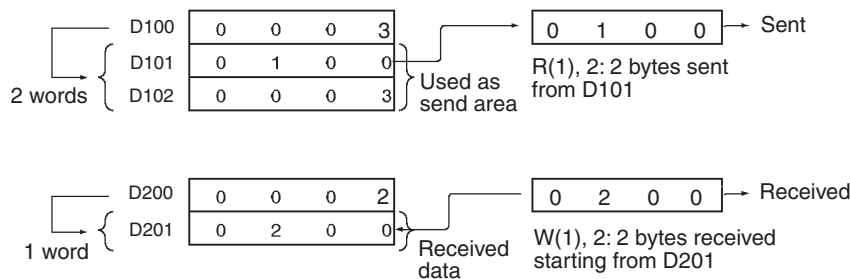 D100 0 0 0 3
D101 0 1 0 0
D102 0 0 0 3
2 words
Used as
send area
0 1 0 0 Sent
R(1), 2: 2 bytes sent
from D101
D200 0 0 0 2
D201 0 2 0 0
1 word
Received
data
0 2 0 0 Received
W(1), 2: 2 bytes received
starting from D201